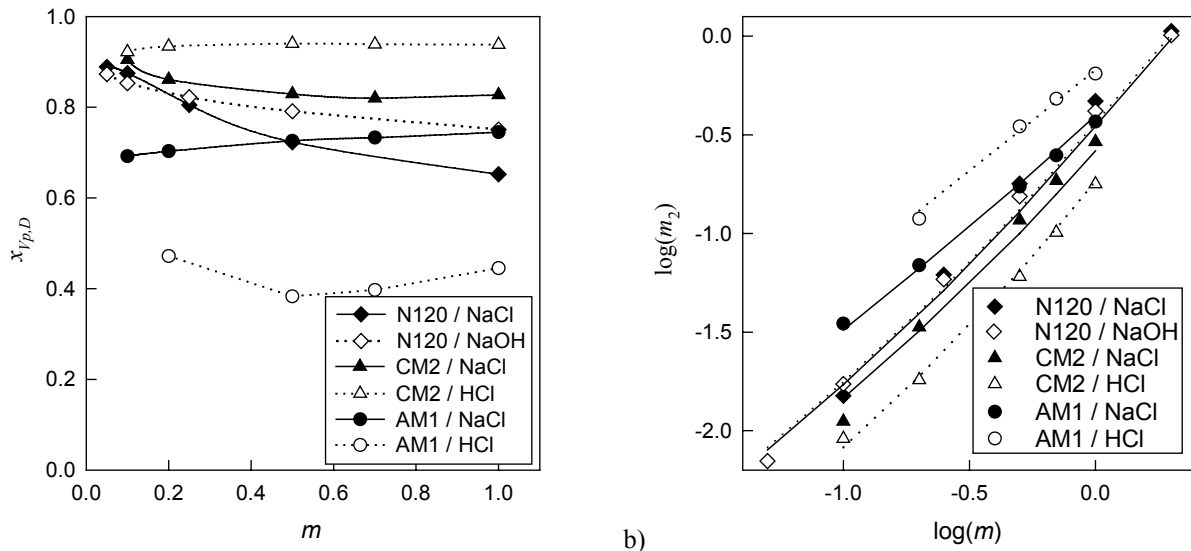 1.0
0.8
0.6
0.4
0.2
0.0
x_{Vp,D}
0.0 0.2 0.4 0.6 0.8 1.0
m
N120 / NaCl
N120 / NaOH
CM2 / NaCl
CM2 / HCl
AM1 / NaCl
AM1 / HCl
b)
0.0
-0.5
-1.0
-1.5
-2.0
log(m₂)
-1.0 -0.5 0.0
log(m)
N120 / NaCl
N120 / NaOH
CM2 / NaCl
CM2 / HCl
AM1 / NaCl
AM1 / HCl